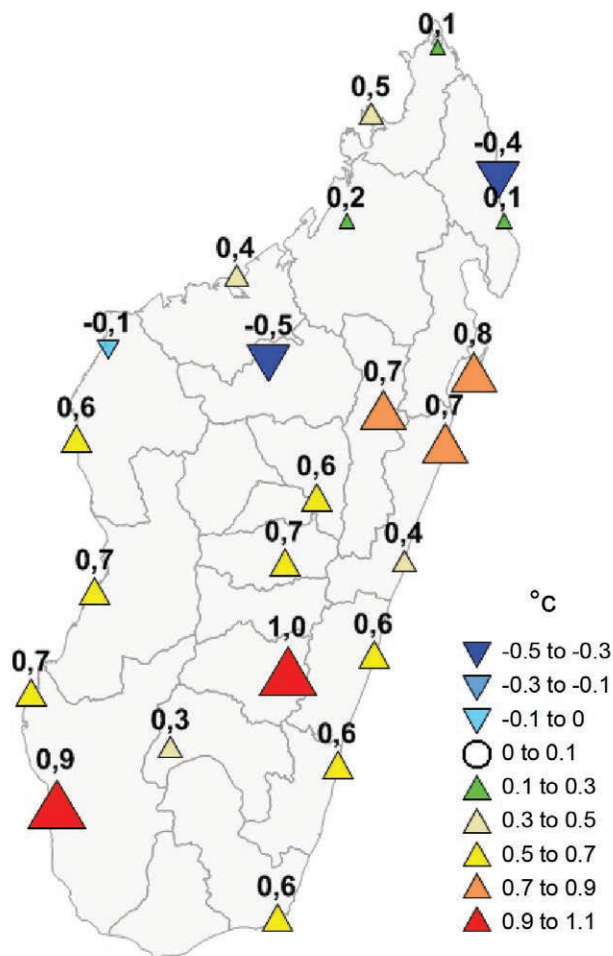 0,1
0,5
-0,4
0,2
0,1
0,4
-0,1
-0,5
0,8
0,7
0,6
0,7
0,6
0,7
0,4
0,7
1,0
0,6
0,7
0,3
0,6
0,9
0,6
°C
-0.5 to -0.3
-0.3 to -0.1
-0.1 to 0
0 to 0.1
0.1 to 0.3
0.3 to 0.5
0.5 to 0.7
0.7 to 0.9
0.9 to 1.1